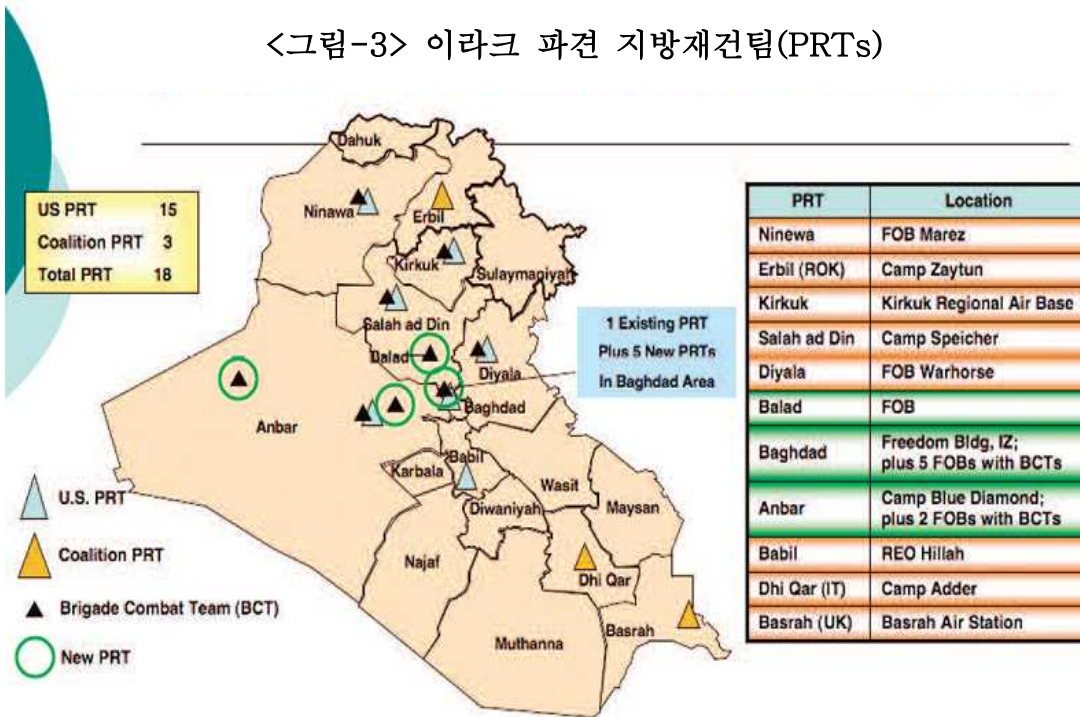 <그림-3> 이라크 파견 지방재건팀(PRTs)
US PRT 15
Coalition PRT 3
Total PRT 18
Dahuk
Ninawa
Erbil
Kirkuk
Sulaymaniyah
Salah ad Din
Balad
Diyala
Baghdad
Anbar
Karbala
Babil
Wasit
Diwaniyah
Maysan
Najaf
Dhi Qar
Muthanna
Basrah
1 Existing PRT
Plus 5 New PRTs
In Baghdad Area
U.S. PRT
Coalition PRT
Brigade Combat Team (BCT)
New PRT
PRT Location
Ninewa FOB Marez
Erbil (ROK) Camp Zaytun
Kirkuk Kirkuk Regional Air Base
Salah ad Din Camp Speicher
Diyala FOB Warhorse
Balad FOB
Baghdad Freedom Bldg, IZ;
plus 5 FOBs with BCTs
Anbar Camp Blue Diamond;
plus 2 FOBs with BCTs
Babil REO Hillah
Dhi Qar (IT) Camp Adder
Basrah (UK) Basrah Air Station